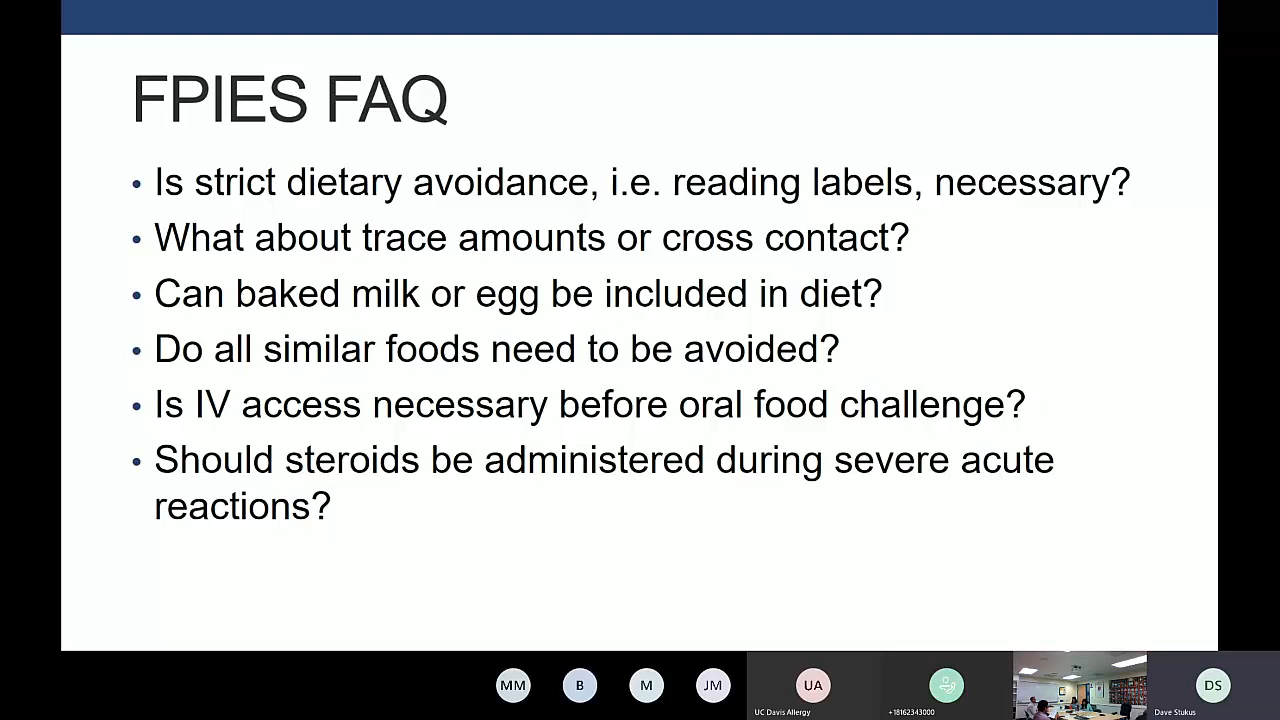 FPIES FAQ
• Is strict dietary avoidance, i.e. reading labels, necessary?
• What about trace amounts or cross contact?
• Can baked milk or egg be included in diet?
• Do all similar foods need to be avoided?
• Is IV access necessary before oral food challenge?
• Should steroids be administered during severe acute
reactions?
MM B M JM UA DS
UC Davis Allergy +18162343000 Dave Stukus